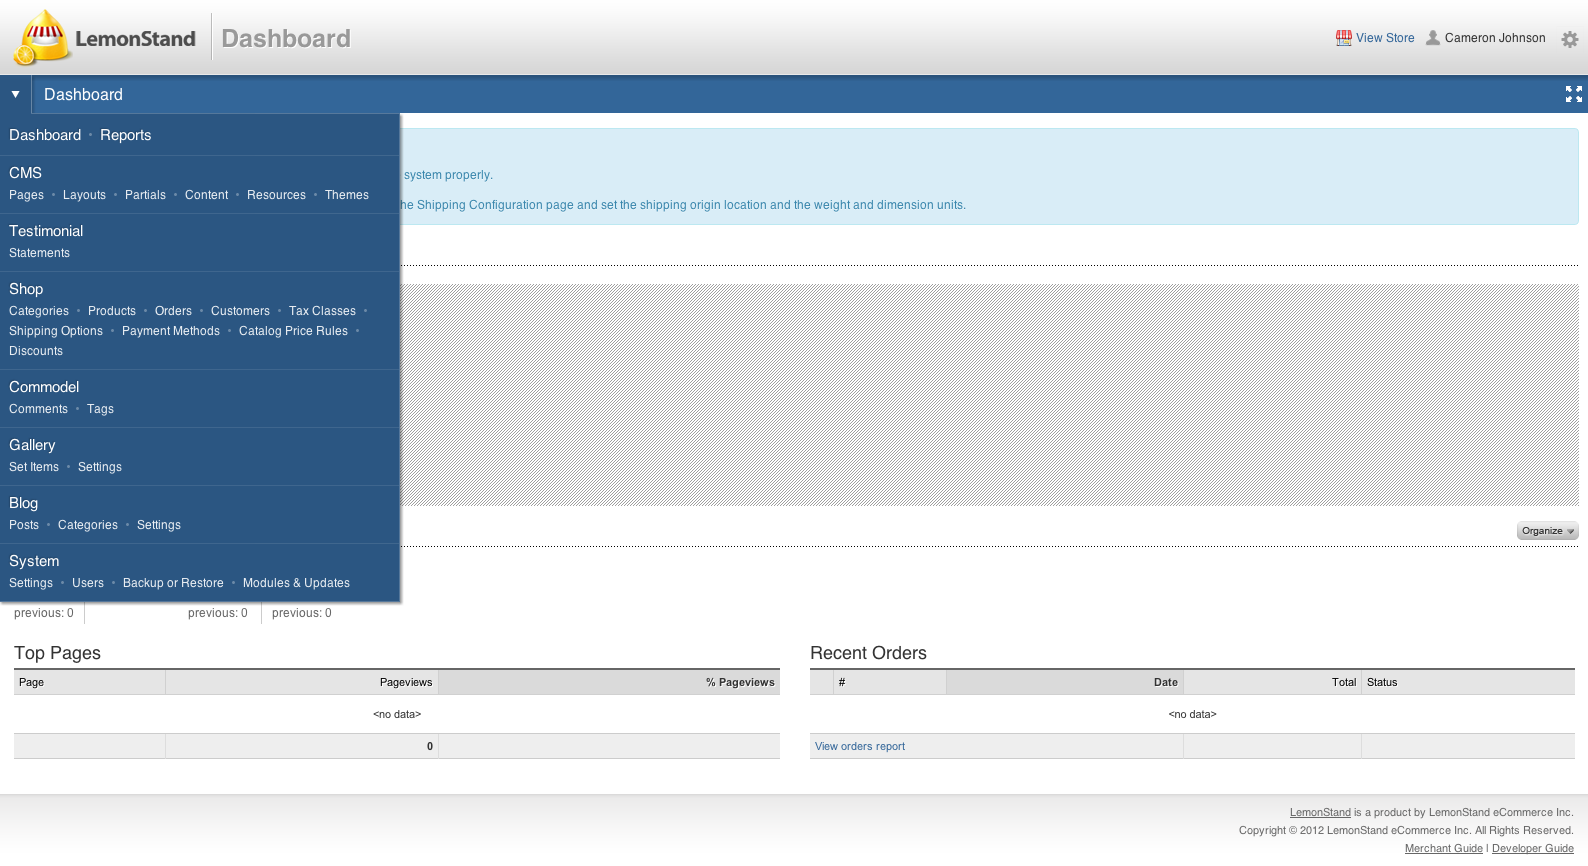 LemonStand
Dashboard
View Store
Cameron Johnson
Dashboard
Dashboard • Reports
CMS
Pages • Layouts • Partials • Content • Resources • Themes
system properly.
Testimonial
he Shipping Configuration page and set the shipping origin location and the weight and dimension units.
Statements
Shop
Categories • Products • Orders • Customers • Tax Classes •
Shipping Options • Payment Methods • Catalog Price Rules •
Discounts
Commodel
Comments • Tags
Gallery
Set Items • Settings
Blog
Posts • Categories • Settings
Organize
System
Settings • Users • Backup or Restore • Modules & Updates
previous: 0 previous: 0 previous: 0
Top Pages
Page Pageviews % Pageviews
<no data>
0
Recent Orders
# Date Total Status
<no data>
View orders report
LemonStand is a product by LemonStand eCommerce Inc.
Copyright © 2012 LemonStand eCommerce Inc. All Rights Reserved.
Merchant Guide | Developer Guide